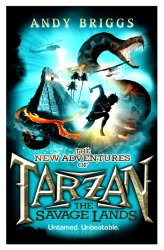 ANDY BRIGGS
THE
NEW ADVENTURES
OF
TARZAN
THE
SAVAGE LANDS
Untamed. Unbeatable.